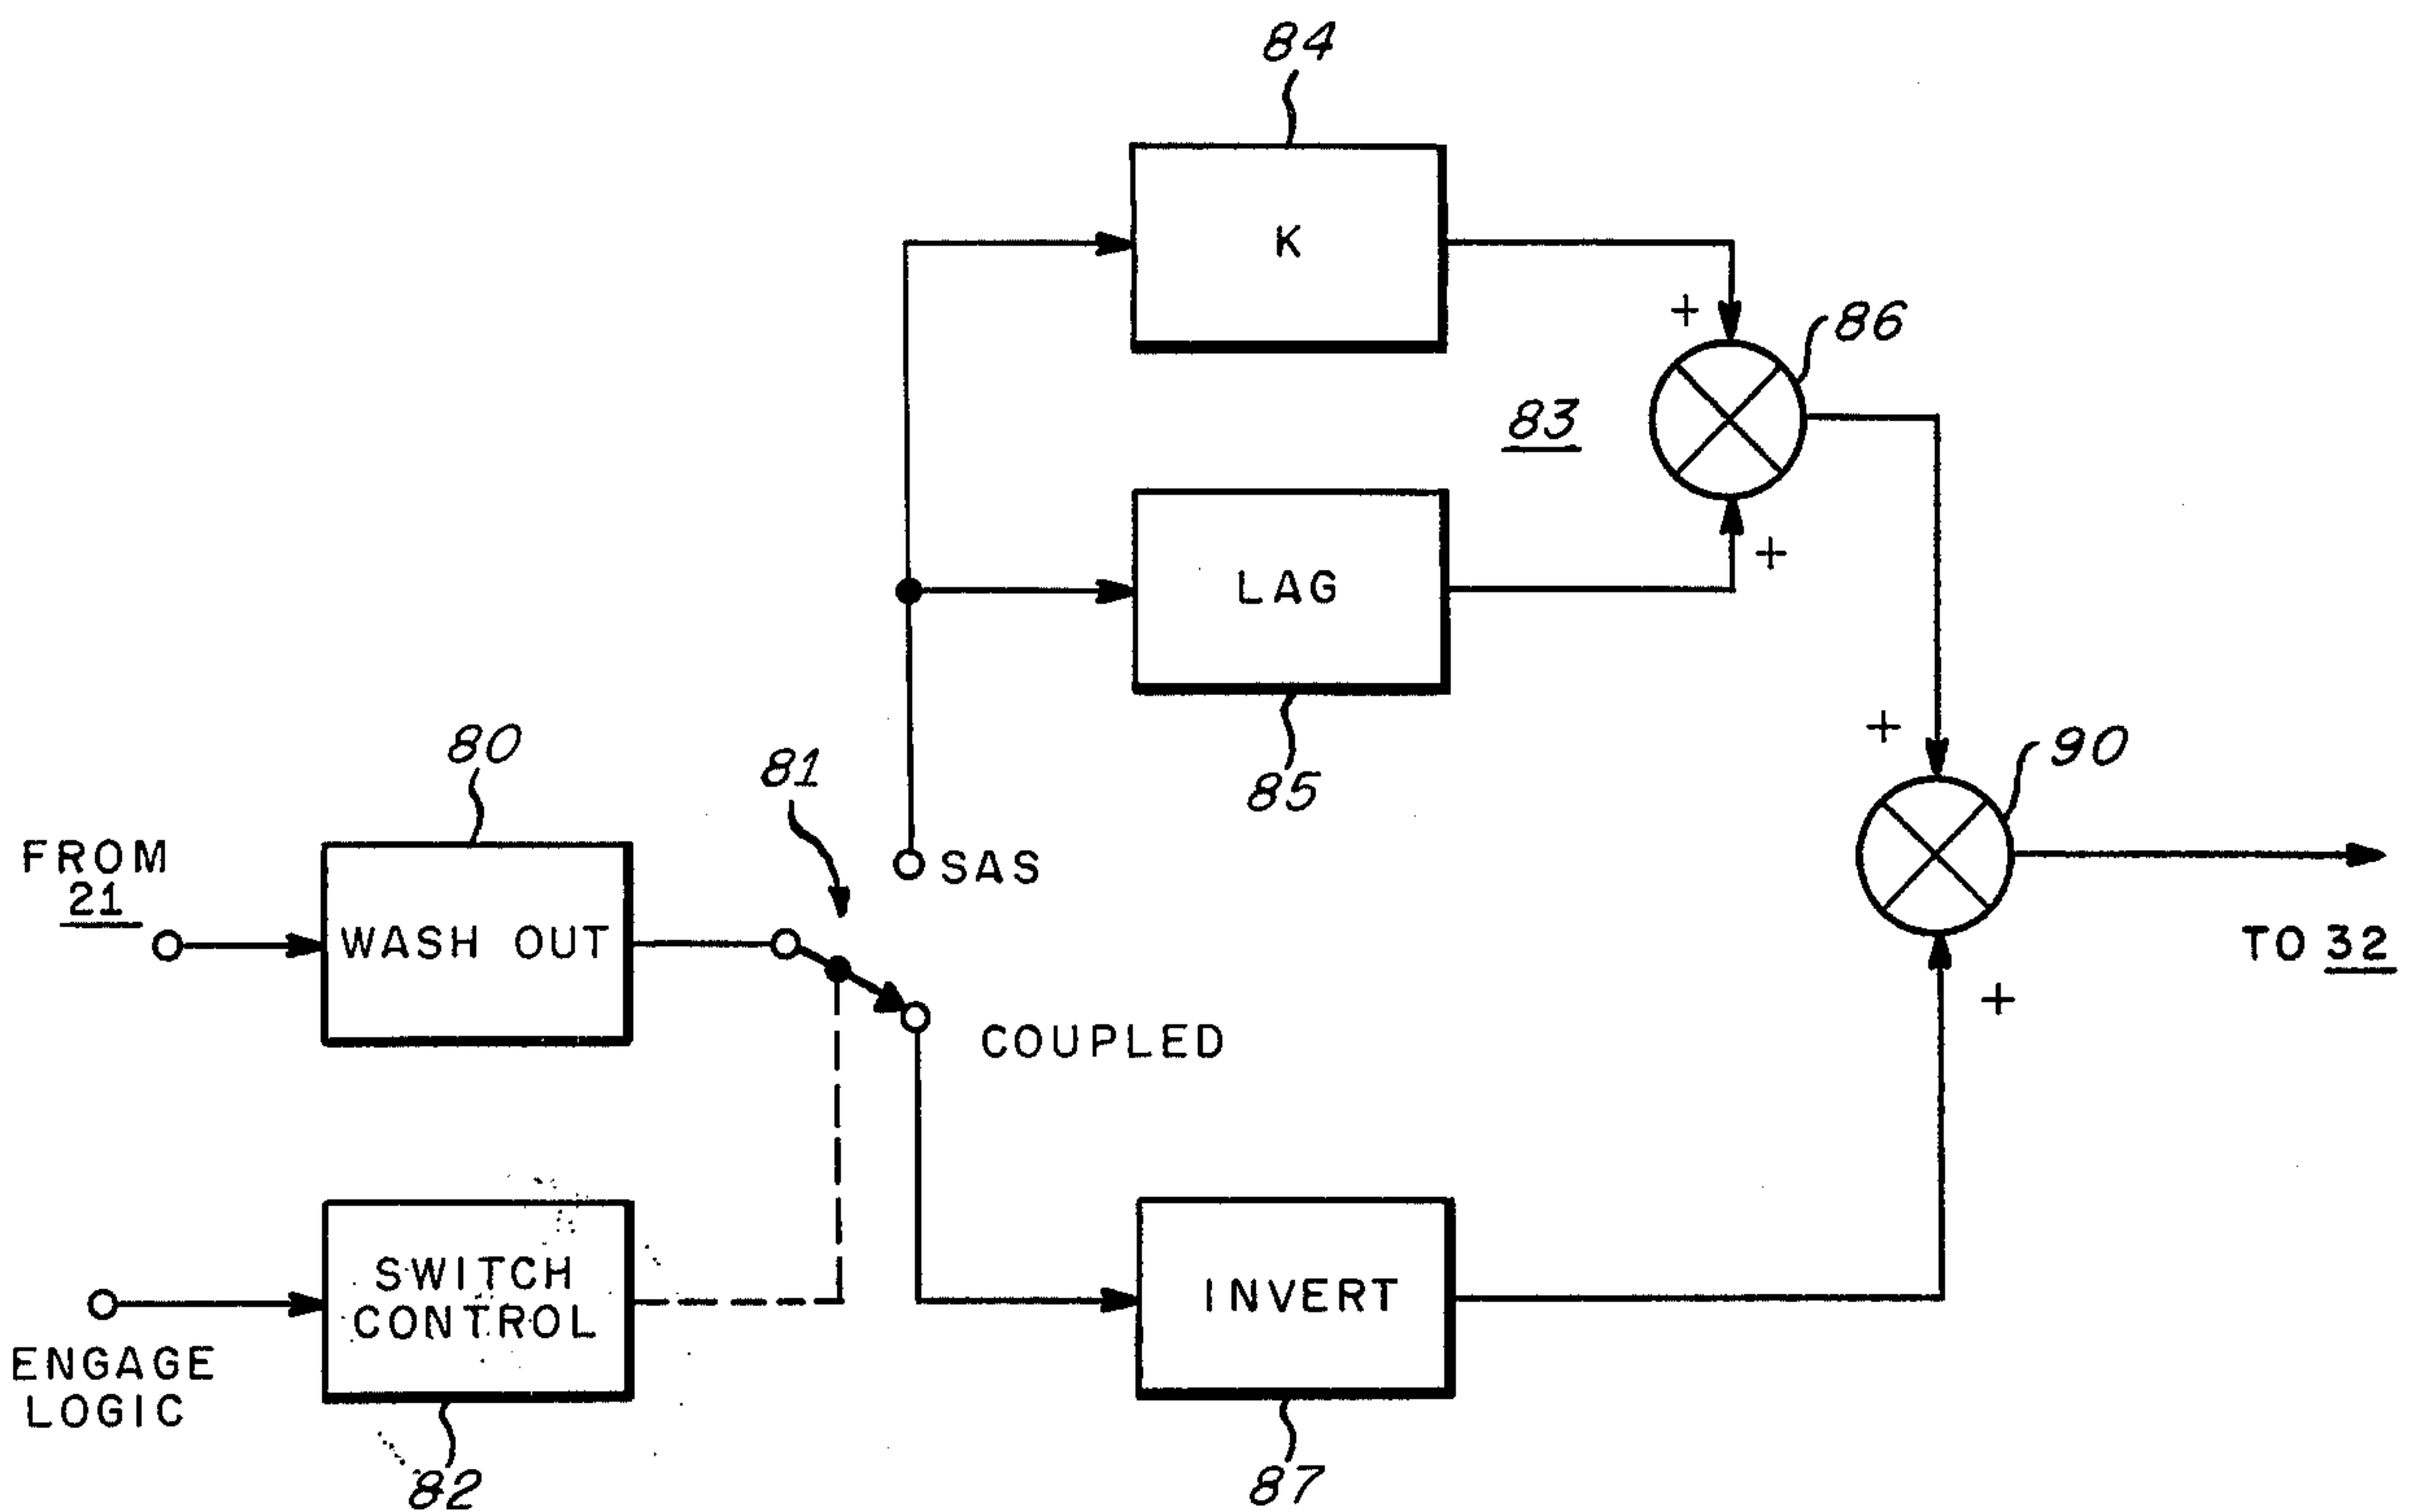 84
K
+
86
83
LAG
+
85
+
90
80
81
FROM
21
WASH OUT
SAS
TO 32
+
COUPLED
SWITCH
CONTROL
INVERT
ENGAGE
LOGIC
82
87